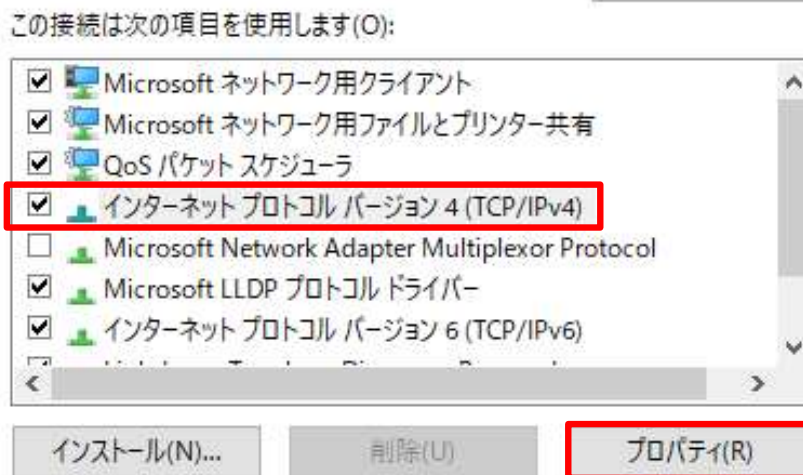 この接続は次の項目を使用します(O):
Microsoft ネットワーク用クライアント
Microsoft ネットワーク用ファイルとプリンター共有
QoS パケット スケジューラ
インターネット プロトコル バージョン 4 (TCP/IPv4)
Microsoft Network Adapter Multiplexor Protocol
Microsoft LLDP プロトコル ドライバー
インターネット プロトコル バージョン 6 (TCP/IPv6)
インストール(N)...
削除(U)
プロパティ(R)